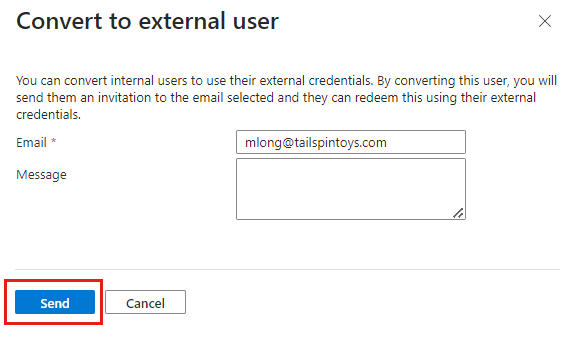 Convert to external user
You can convert internal users to use their external credentials. By converting this user, you will
send them an invitation to the email selected and they can redeem this using their external
credentials.
Email *
mlong@tailspintoys.com
Message
Send
Cancel